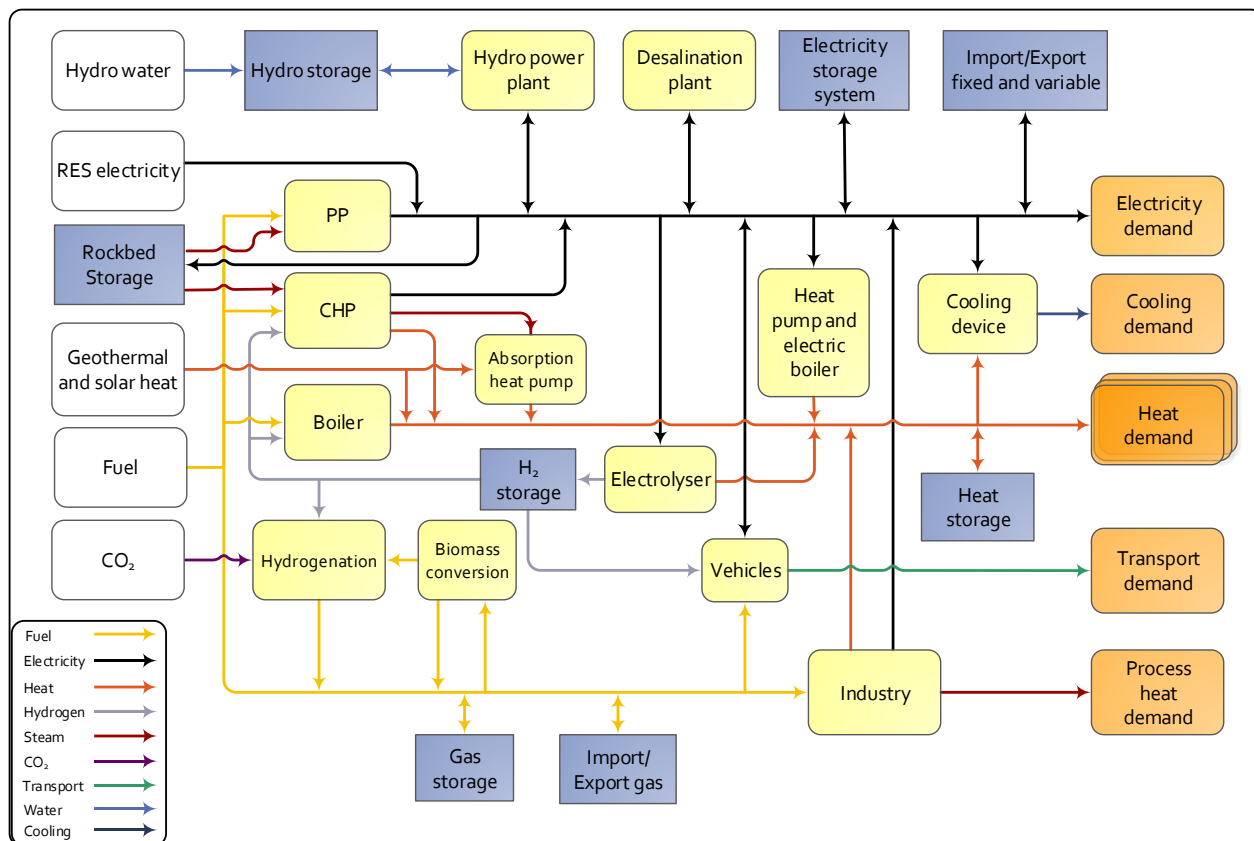 Hydro water
Hydro storage
Hydro power
plant
Desalination
plant
Electricity
storage
system
Import/Export
fixed and variable
RES electricity
PP
Electricity
demand
Rockbed
Storage
CHP
Heat
pump and
electric
boiler
Cooling
device
Cooling
demand
Geothermal
and solar heat
Absorption
heat pump
Boiler
Heat
demand
Fuel
H₂
storage
Electrolyser
Heat
storage
CO₂
Hydrogenation
Biomass
conversion
Vehicles
Transport
demand
Industry
Process
heat
demand
Gas
storage
Import/
Export gas
Fuel
Electricity
Heat
Hydrogen
Steam
CO₂
Transport
Water
Cooling